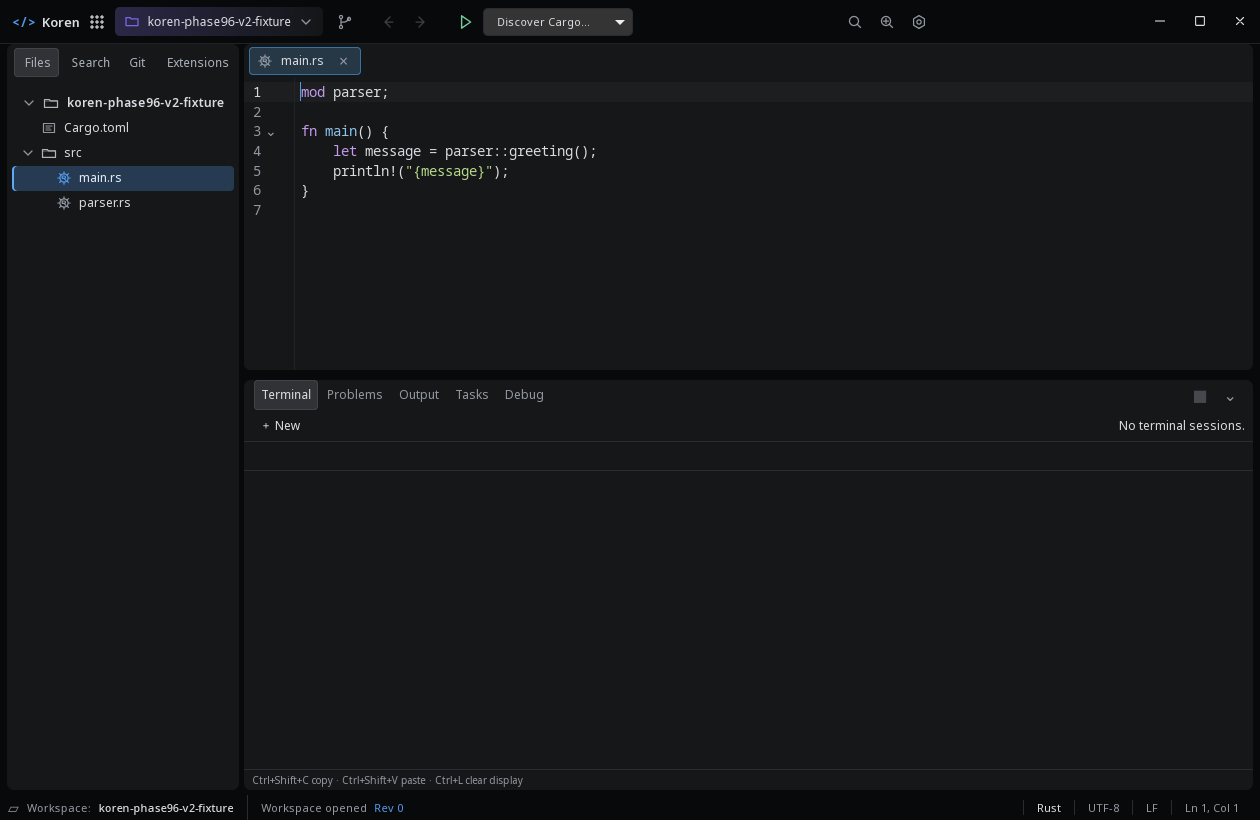 </> Koren koren-phase96-v2-fixture Discover Cargo...
Files Search Git Extensions
koren-phase96-v2-fixture
Cargo.toml
src
main.rs
parser.rs
main.rs ×
1 mod parser;
2
3 fn main() {
4     let message = parser::greeting();
5     println!("{message}");
6 }
7
Terminal Problems Output Tasks Debug
+ New No terminal sessions.
Ctrl+Shift+C copy · Ctrl+Shift+V paste · Ctrl+L clear display
Workspace: koren-phase96-v2-fixture Workspace opened Rev 0 Rust UTF-8 LF Ln 1, Col 1